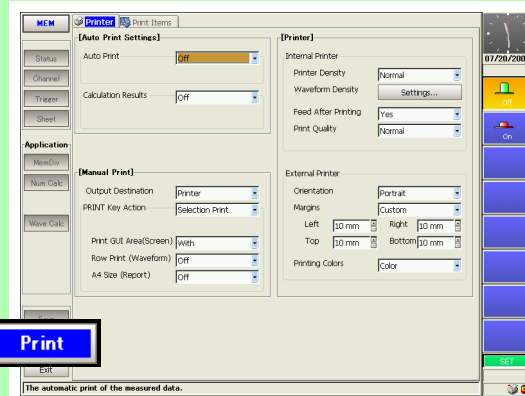 MEM
Printer Print Items
[Auto Print Settings]
Auto Print Off
Calculation Results Off
[Manual Print]
Output Destination Printer
PRINT Key Action Selection Print
Print GUI Area(Screen) With
Row Print (Waveform) Off
A4 Size (Report) Off
[Printer]
Internal Printer
Printer Density Normal
Waveform Density Settings...
Feed After Printing Yes
Print Quality Normal
External Printer
Orientation Portrait
Margins Custom
Left 10 mm Right 10 mm
Top 10 mm Bottom 10 mm
Printing Colors Color
Status
Channel
Trigger
Sheet
Application
MemDiv
Num Calc
Wave Calc
Print
Exit
The automatic print of the measured data.
07/20/200
Off
On
SET